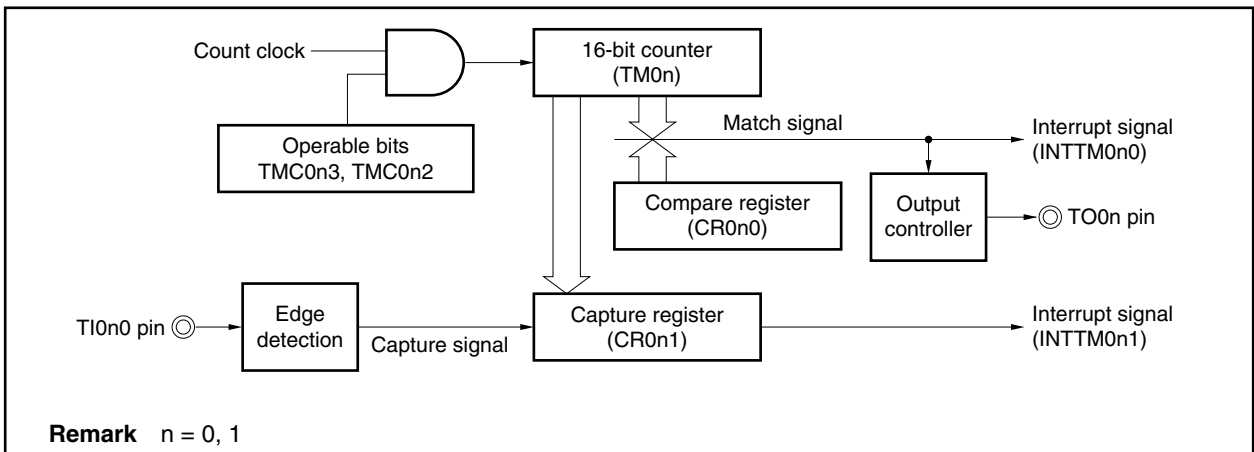 Count clock
16-bit counter
(TM0n)
Operable bits
TMC0n3, TMC0n2
Match signal
Interrupt signal
(INTTM0n0)
Compare register
(CR0n0)
Output
controller
TO0n pin
TI0n0 pin
Edge
detection
Capture signal
Capture register
(CR0n1)
Interrupt signal
(INTTM0n1)
Remark n = 0, 1